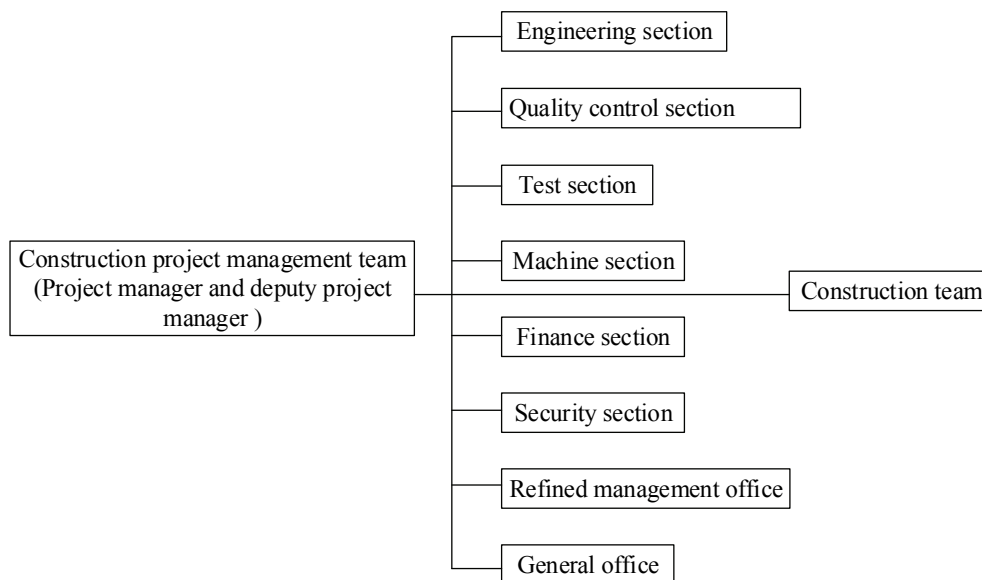 Engineering section
Quality control section
Test section
Machine section
Construction project management team
(Project manager and deputy project
manager )
Construction team
Finance section
Security section
Refined management office
General office